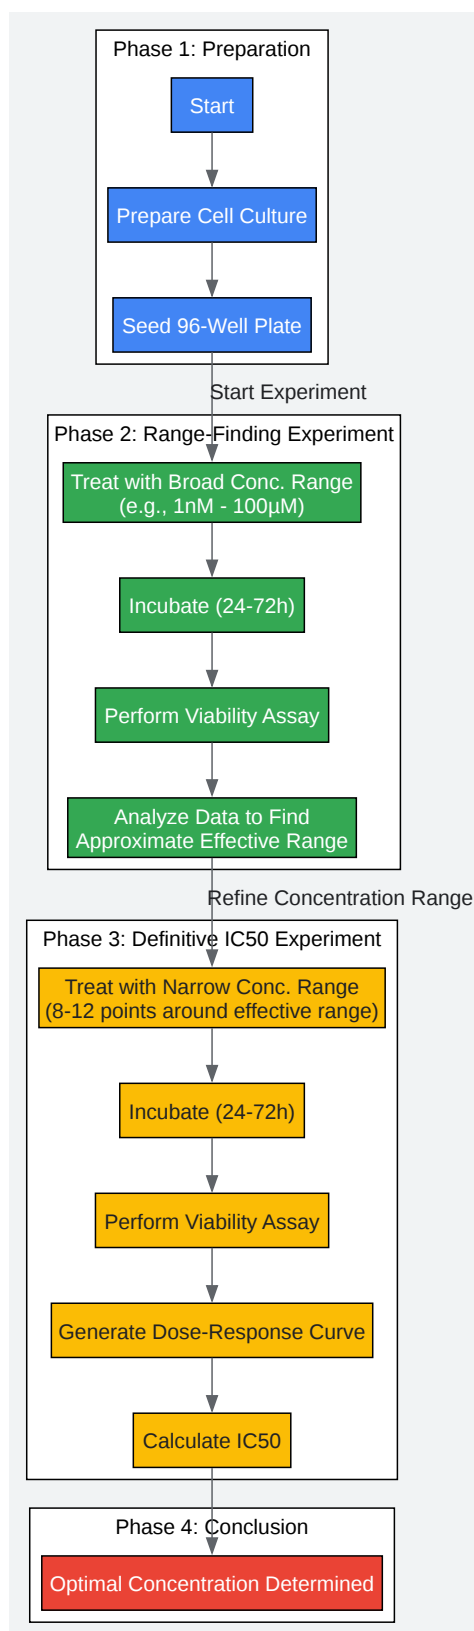 Phase 1: Preparation
Start
Prepare Cell Culture
Seed 96-Well Plate
Start Experiment
Phase 2: Range-Finding Experiment
Treat with Broad Conc. Range
(e.g., 1nM - 100µM)
Incubate (24-72h)
Perform Viability Assay
Analyze Data to Find
Approximate Effective Range
Refine Concentration Range
Phase 3: Definitive IC50 Experiment
Treat with Narrow Conc. Range
(8-12 points around effective range)
Incubate (24-72h)
Perform Viability Assay
Generate Dose-Response Curve
Calculate IC50
Phase 4: Conclusion
Optimal Concentration Determined